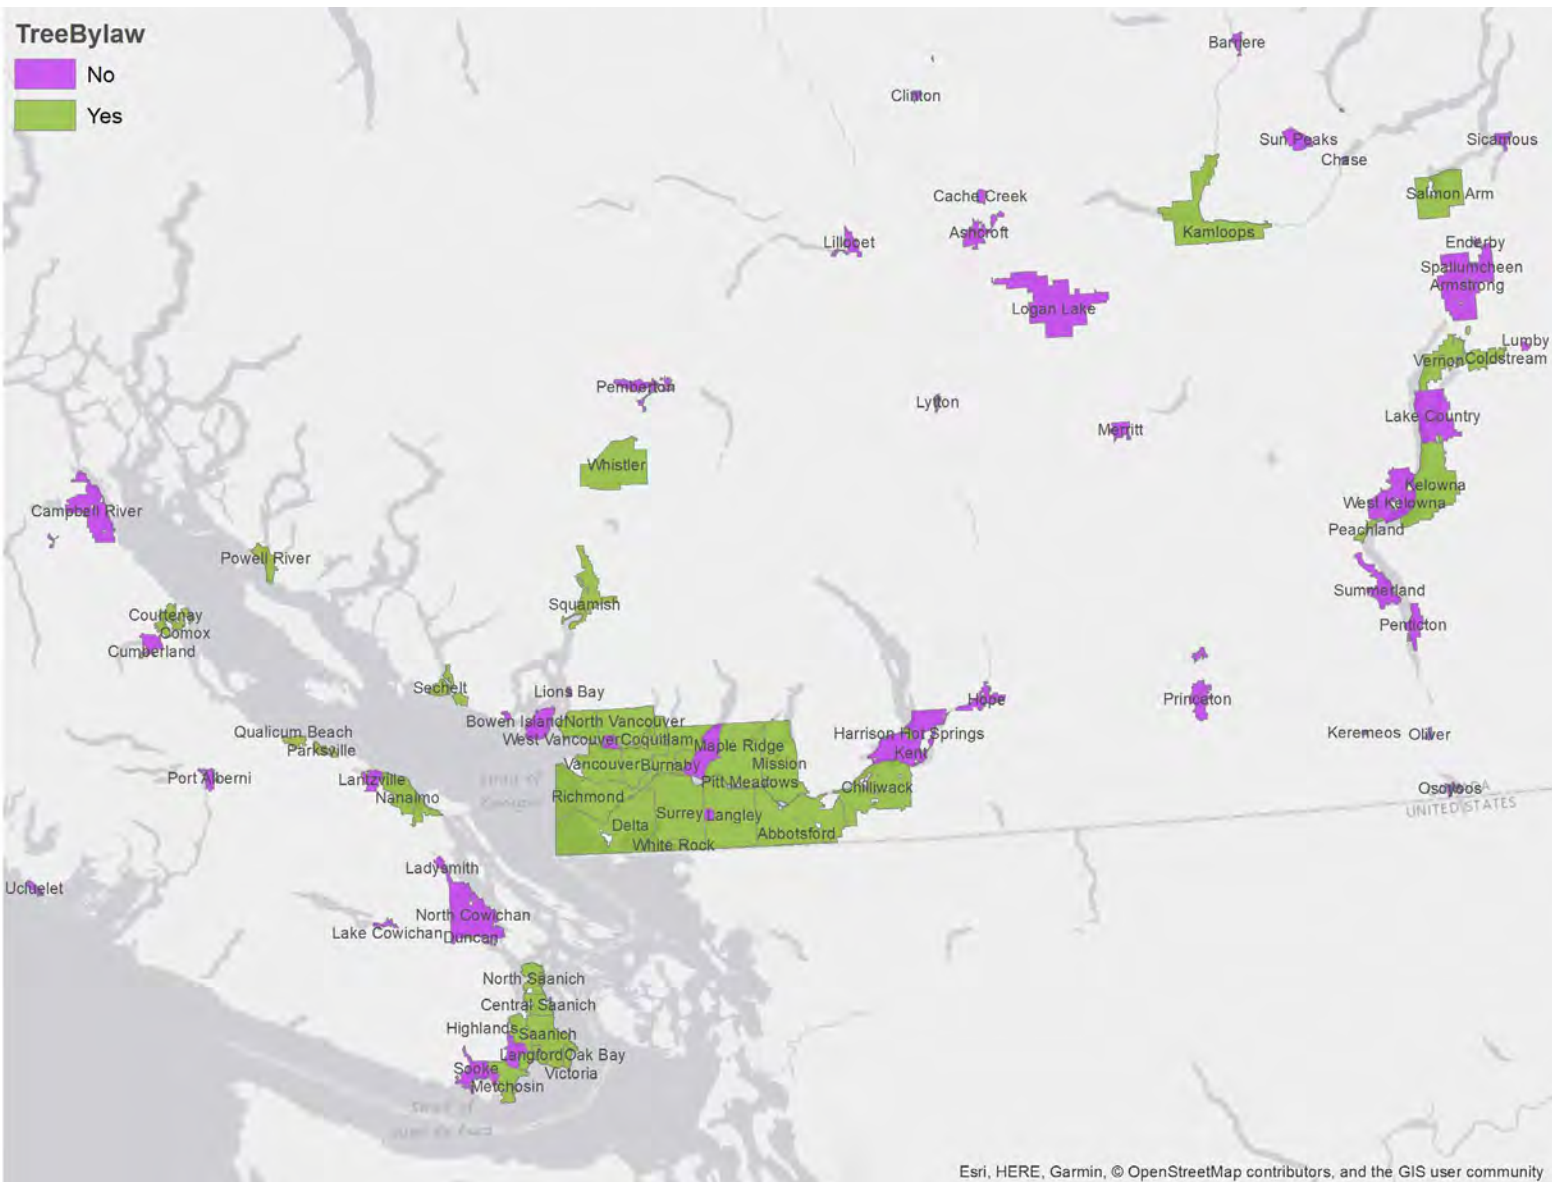 TreeBylaw
No
Yes
Barriere
Clinton
Sun Peaks
Sicamous
Chase
Cache Creek
Salmon Arm
Ashcroft
Kamloops
Lillooet
Enderby
Spallumcheen
Armstrong
Logan Lake
Lumby
Vernon
Coldstream
Pemberton
Lytton
Lake Country
Merritt
Whistler
Kelowna
West Kelowna
Campbell River
Peachland
Powell River
Summerland
Squamish
Courtenay
Penticton
Comox
Cumberland
Sechelt
Lions Bay
Hope
Princeton
Bowen Island
North Vancouver
Qualicum Beach
Harrison Hot Springs
Keremeos
Oliver
West Vancouver
Coquitlam
Maple Ridge
Parksville
Kent
Vancouver
Burnaby
Mission
Port Alberni
Lantzville
Pitt Meadows
Chilliwack
Osoyoos
Nanaimo
Richmond
UNITED STATES
Surrey
Langley
Delta
Abbotsford
White Rock
Ladysmith
Ucluelet
North Cowichan
Lake Cowichan
Duncan
North Saanich
Central Saanich
Highlands
Saanich
Langford
Oak Bay
Sooke
Victoria
Metchosin
Esri, HERE, Garmin, © OpenStreetMap contributors, and the GIS user community